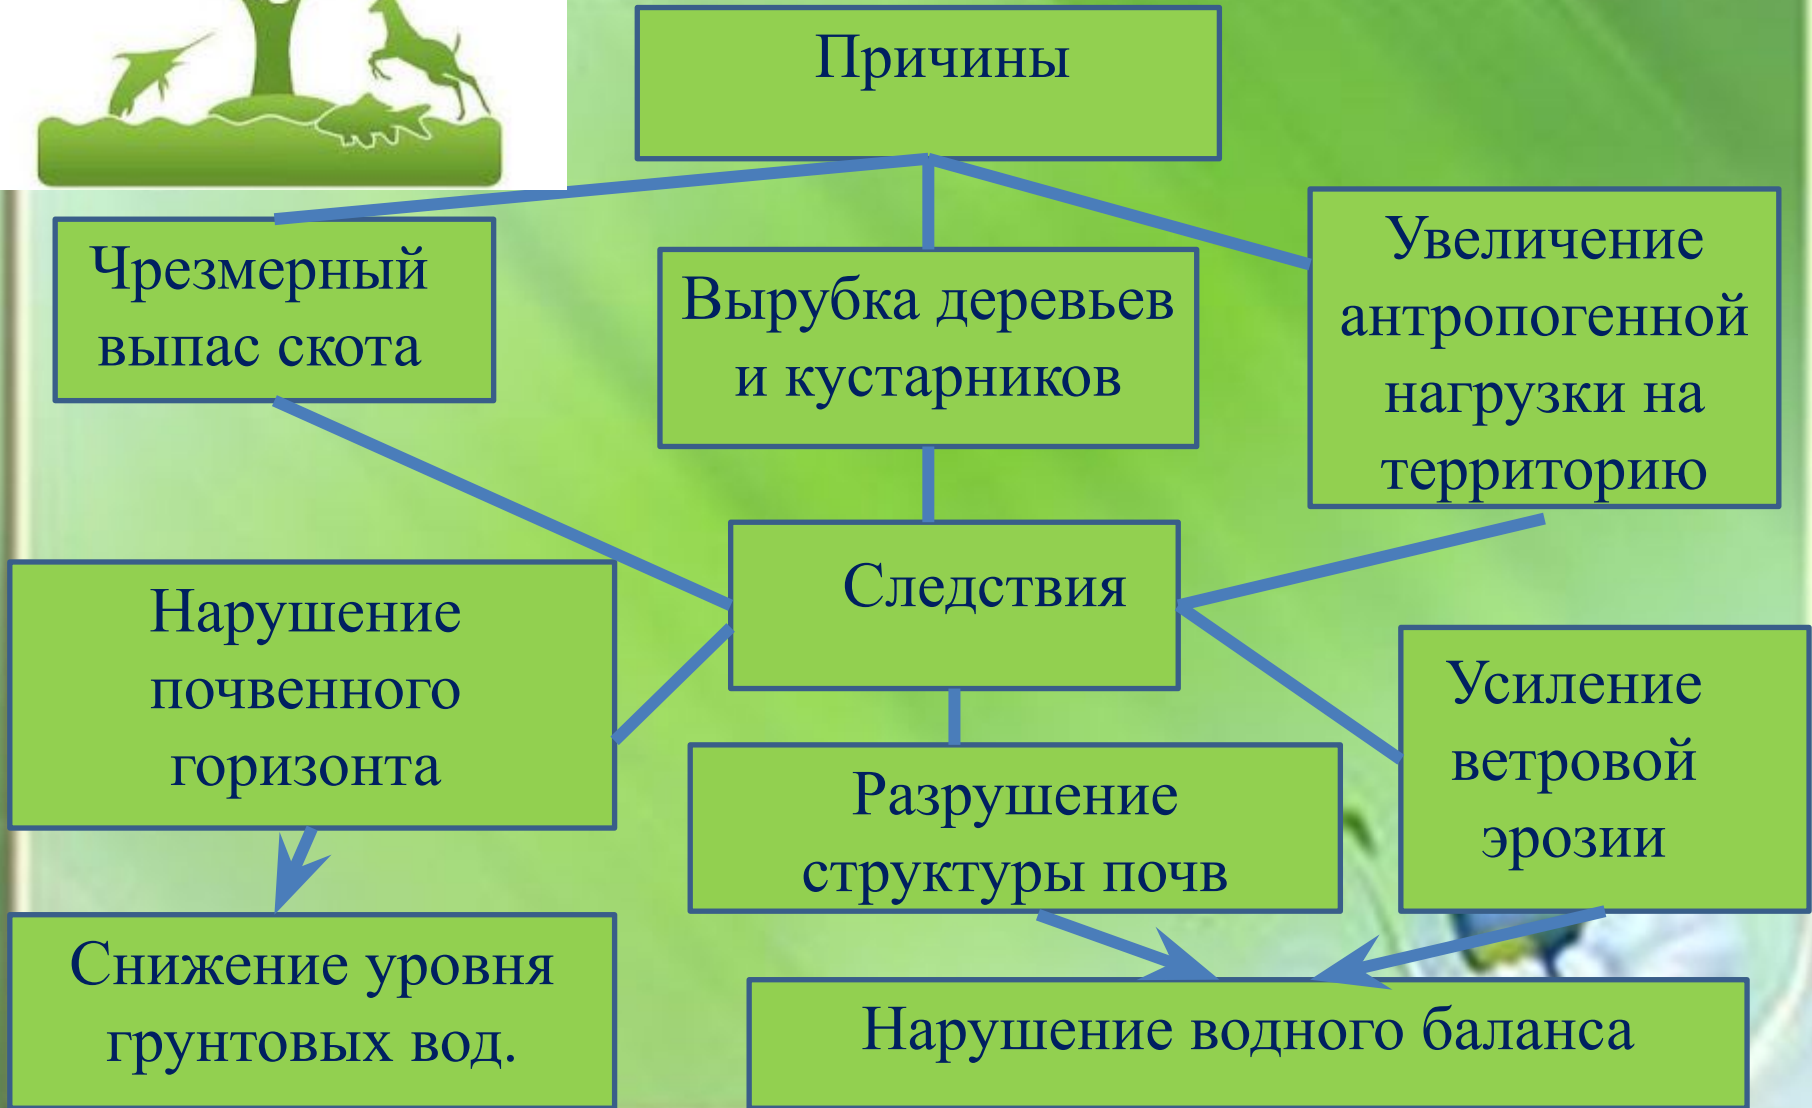 Причины
Чрезмерный
выпас скота
Вырубка деревьев
и кустарников
Увеличение
антропогенной
нагрузки на
территорию
Следствия
Нарушение
почвенного
горизонта
Разрушение
структуры почв
Усиление
ветровой
эрозии
Снижение уровня
грунтовых вод.
Нарушение водного баланса